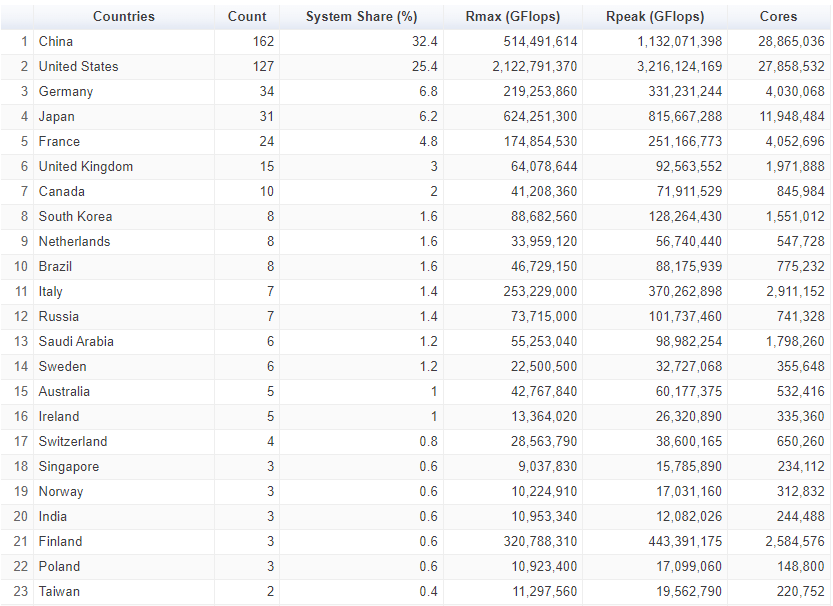 Countries Count System Share (%) Rmax (GFlops) Rpeak (GFlops) Cores
1 China 162 32.4 514,491,614 1,132,071,398 28,865,036
2 United States 127 25.4 2,122,791,370 3,216,124,169 27,858,532
3 Germany 34 6.8 219,253,860 331,231,244 4,030,068
4 Japan 31 6.2 624,251,300 815,667,288 11,948,484
5 France 24 4.8 174,854,530 251,166,773 4,052,696
6 United Kingdom 15 3 64,078,644 92,563,552 1,971,888
7 Canada 10 2 41,208,360 71,911,529 845,984
8 South Korea 8 1.6 88,682,560 128,264,430 1,551,012
9 Netherlands 8 1.6 33,959,120 56,740,440 547,728
10 Brazil 8 1.6 46,729,150 88,175,939 775,232
11 Italy 7 1.4 253,229,000 370,262,898 2,911,152
12 Russia 7 1.4 73,715,000 101,737,460 741,328
13 Saudi Arabia 6 1.2 55,253,040 98,982,254 1,798,260
14 Sweden 6 1.2 22,500,500 32,727,068 355,648
15 Australia 5 1 42,767,840 60,177,375 532,416
16 Ireland 5 1 13,364,020 26,320,890 335,360
17 Switzerland 4 0.8 28,563,790 38,600,165 650,260
18 Singapore 3 0.6 9,037,830 15,785,890 234,112
19 Norway 3 0.6 10,224,910 17,031,160 312,832
20 India 3 0.6 10,953,340 12,082,026 244,488
21 Finland 3 0.6 320,788,310 443,391,175 2,584,576
22 Poland 3 0.6 10,923,400 17,099,060 148,800
23 Taiwan 2 0.4 11,297,560 19,562,790 220,752